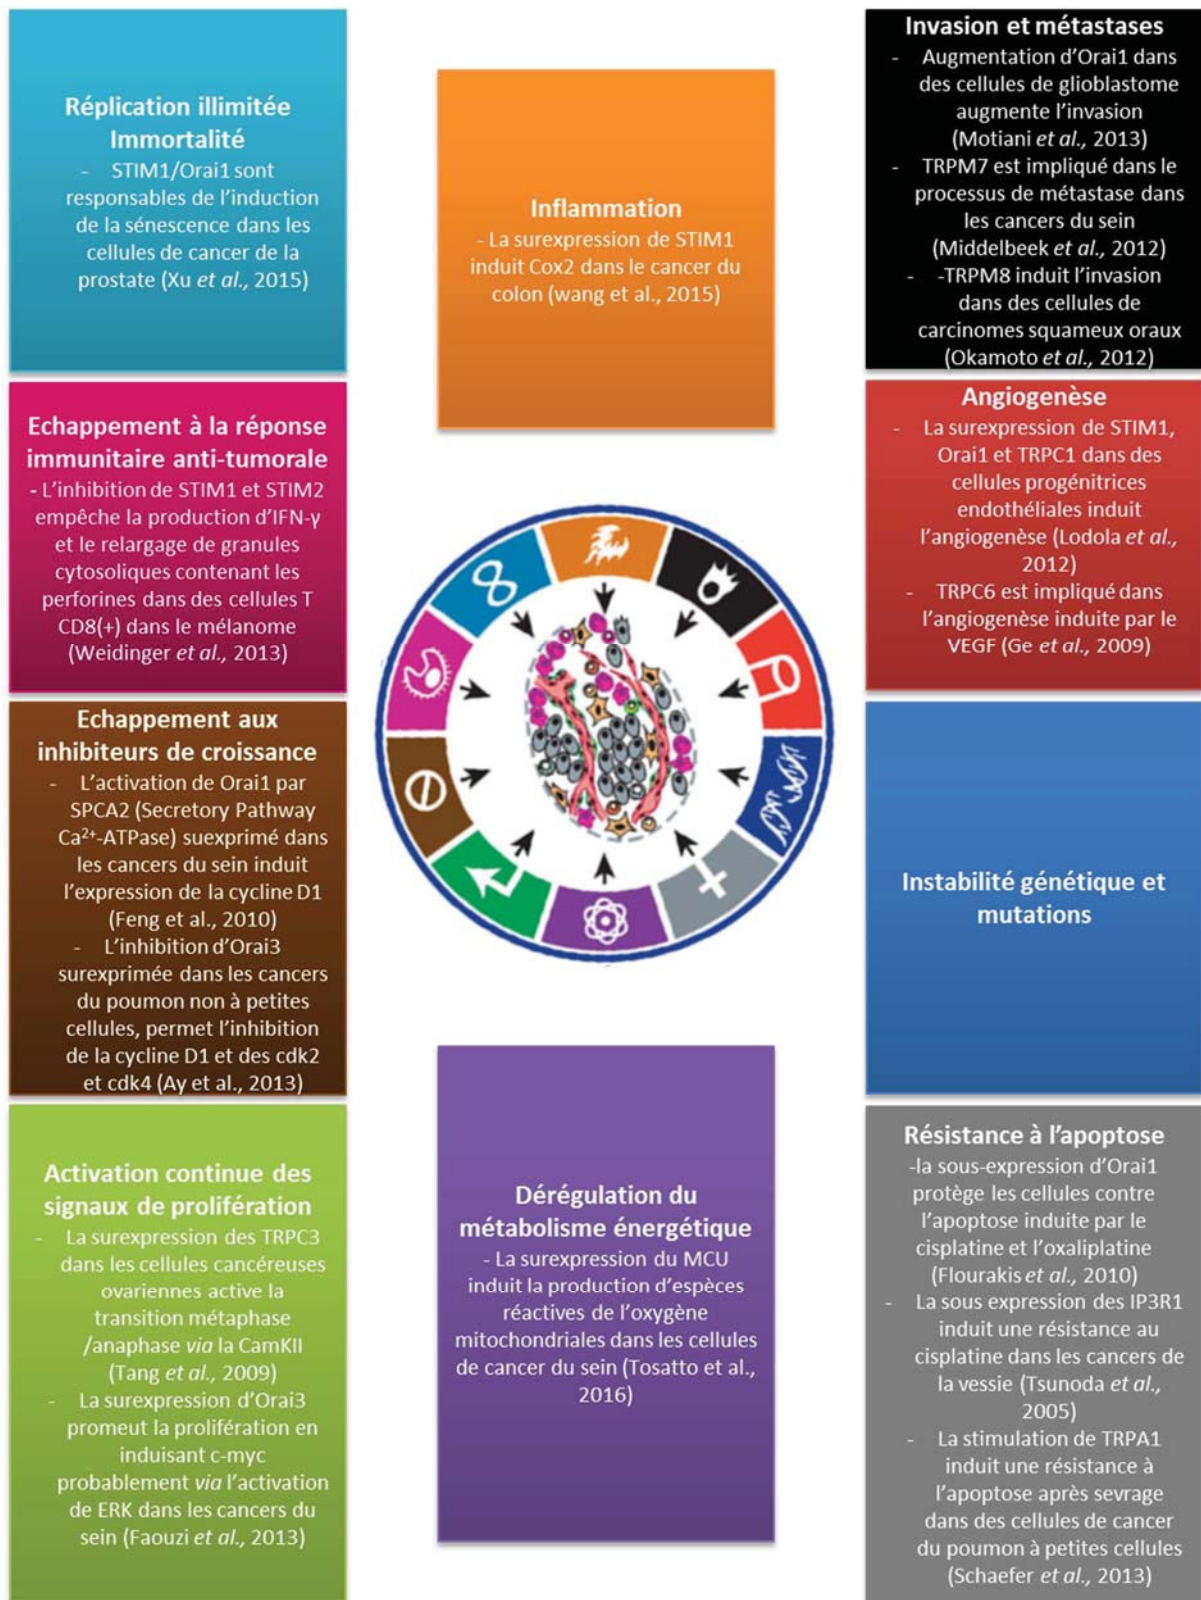 Réplication illimitée
Immortalité
- STIM1/Orai1 sont
responsables de l'induction
de la sénescence dans les
cellules de cancer de la
prostate (Xu et al., 2015)
Echappement à la réponse
immunitaire anti-tumorale
- L'inhibition de STIM1 et STIM2
empêche la production d'IFN-γ
et le relargage de granules
cytosoliques contenant les
perforines dans des cellules T
CD8(+) dans le mélanome
(Weidinger et al., 2013)
Echappement aux
inhibiteurs de croissance
- L'activation de Orai1 par
SPCA2 (Secretory Pathway
Ca²⁺-ATPase) suexprimé dans
les cancers du sein induit
l'expression de la cycline D1
(Feng et al., 2010)
- L'inhibition d'Orai3
surexprimée dans les cancers
du poumon non à petites
cellules, permet l'inhibition
de la cycline D1 et des cdk2
et cdk4 (Ay et al., 2013)
Activation continue des
signaux de prolifération
- La surexpression des TRPC3
dans les cellules cancéreuses
ovariennes active la
transition métaphase
/anaphase via la CamKII
(Tang et al., 2009)
- La surexpression d'Orai3
promeut la prolifération en
induisant c-myc
probablement via l'activation
de ERK dans les cancers du
sein (Faouzi et al., 2013)
Inflammation
- La surexpression de STIM1
induit Cox2 dans le cancer du
colon (wang et al., 2015)
Dérégulation du
métabolisme énergétique
- La surexpression du MCU
induit la production d'espèces
réactives de l'oxygène
mitochondriales dans les cellules
de cancer du sein (Tosatto et al.,
2016)
Invasion et métastases
- Augmentation d'Orai1 dans
des cellules de glioblastome
augmente l'invasion
(Motiani et al., 2013)
- TRPM7 est impliqué dans le
processus de métastase dans
les cancers du sein
(Middelbeek et al., 2012)
- -TRPM8 induit l'invasion
dans des cellules de
carcinomes squameux oraux
(Okamoto et al., 2012)
Angiogenèse
- La surexpression de STIM1,
Orai1 et TRPC1 dans des
cellules progénitrices
endothéliales induit
l'angiogenèse (Lodola et al.,
2012)
- TRPC6 est impliqué dans
l'angiogenèse induite par le
VEGF (Ge et al., 2009)
Instabilité génétique et
mutations
Résistance à l'apoptose
-la sous-expression d'Orai1
protège les cellules contre
l'apoptose induite par le
cisplatine et l'oxaliplatine
(Flourakis et al., 2010)
- La sous expression des IP3R1
induit une résistance au
cisplatine dans les cancers de
la vessie (Tsunoda et al.,
2005)
- La stimulation de TRPA1
induit une résistance à
l'apoptose après sevrage
dans des cellules de cancer
du poumon à petites cellules
(Schaefer et al., 2013)